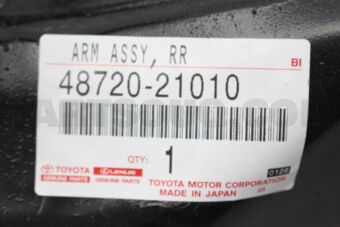 ARM ASSY, RR
BI
48720-21010
QTY:
1
TOYOTA
GENUINE PARTS
LEXUS
GENUINE PARTS
0128
TOYOTA MOTOR CORPORATION
MADE IN JAPAN